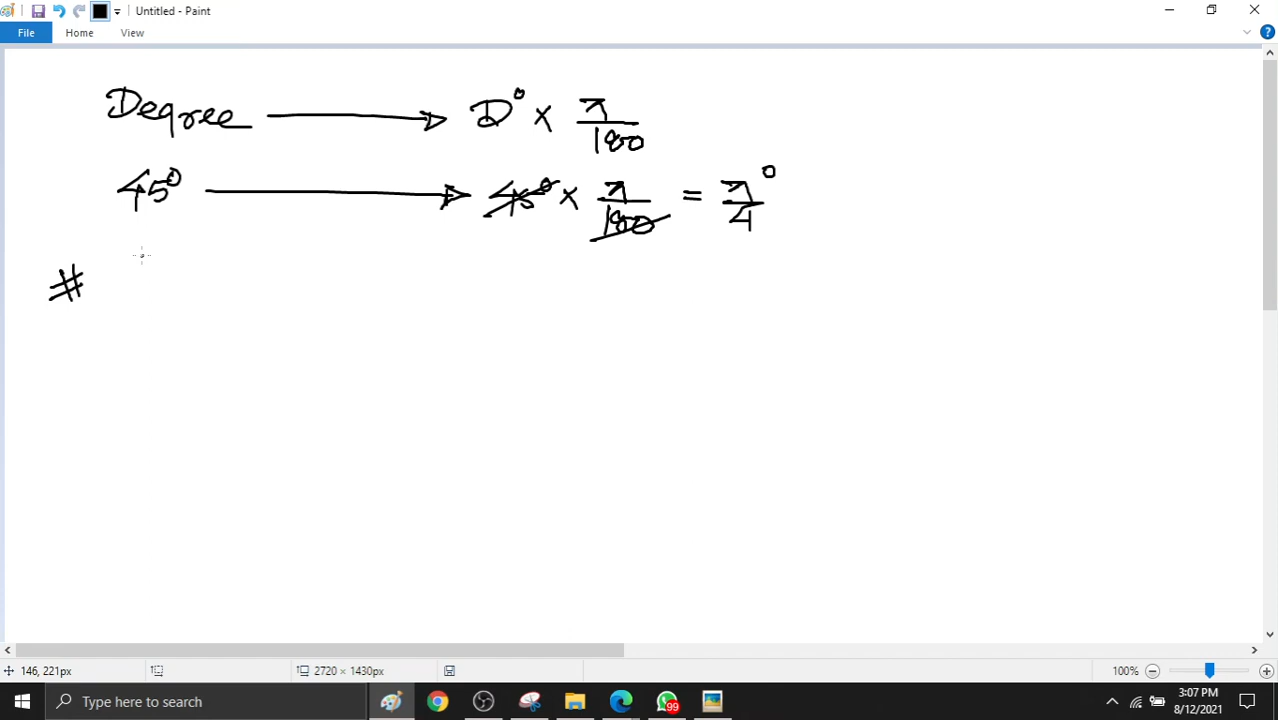 Untitled - Paint
File Home View
Degree → D° × π/180
45° → 45° × π/180 = π°/4
#
146, 221px
2720 × 1430px
100%
Type here to search
99
3:07 PM
8/12/2021